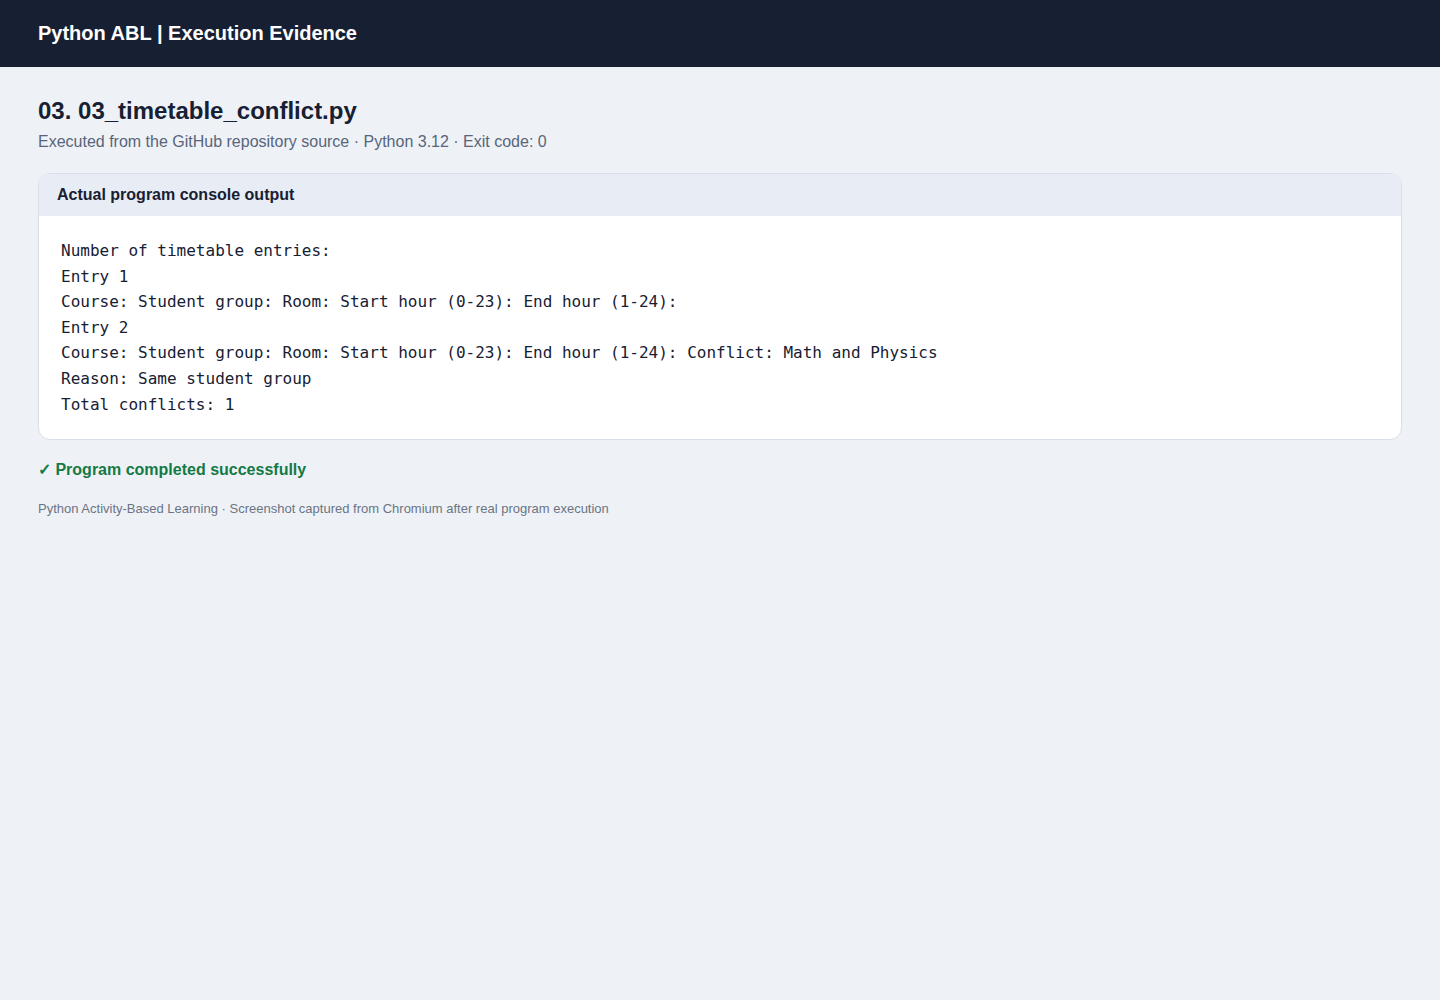 Python ABL | Execution Evidence
03. 03_timetable_conflict.py
Executed from the GitHub repository source · Python 3.12 · Exit code: 0
Actual program console output
Number of timetable entries:
Entry 1
Course: Student group: Room: Start hour (0-23): End hour (1-24):
Entry 2
Course: Student group: Room: Start hour (0-23): End hour (1-24): Conflict: Math and Physics
Reason: Same student group
Total conflicts: 1
✓ Program completed successfully
Python Activity-Based Learning · Screenshot captured from Chromium after real program execution